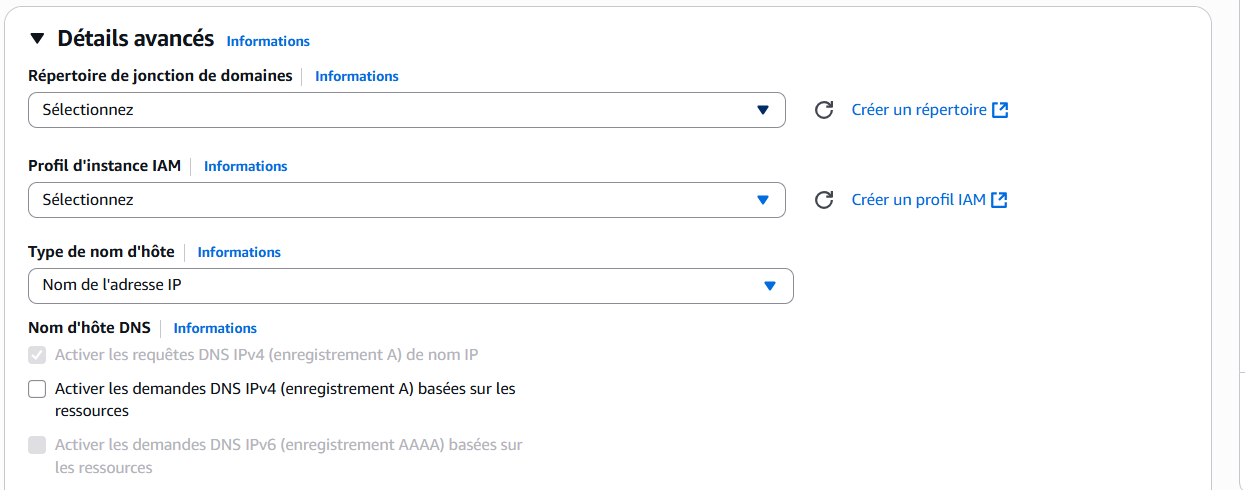 Détails avancés Informations
Répertoire de jonction de domaines Informations
Sélectionnez
Créer un répertoire
Profil d'instance IAM Informations
Sélectionnez
Créer un profil IAM
Type de nom d'hôte Informations
Nom de l'adresse IP
Nom d'hôte DNS Informations
Activer les requêtes DNS IPv4 (enregistrement A) de nom IP
Activer les demandes DNS IPv4 (enregistrement A) basées sur les
ressources
Activer les demandes DNS IPv6 (enregistrement AAAA) basées sur
les ressources